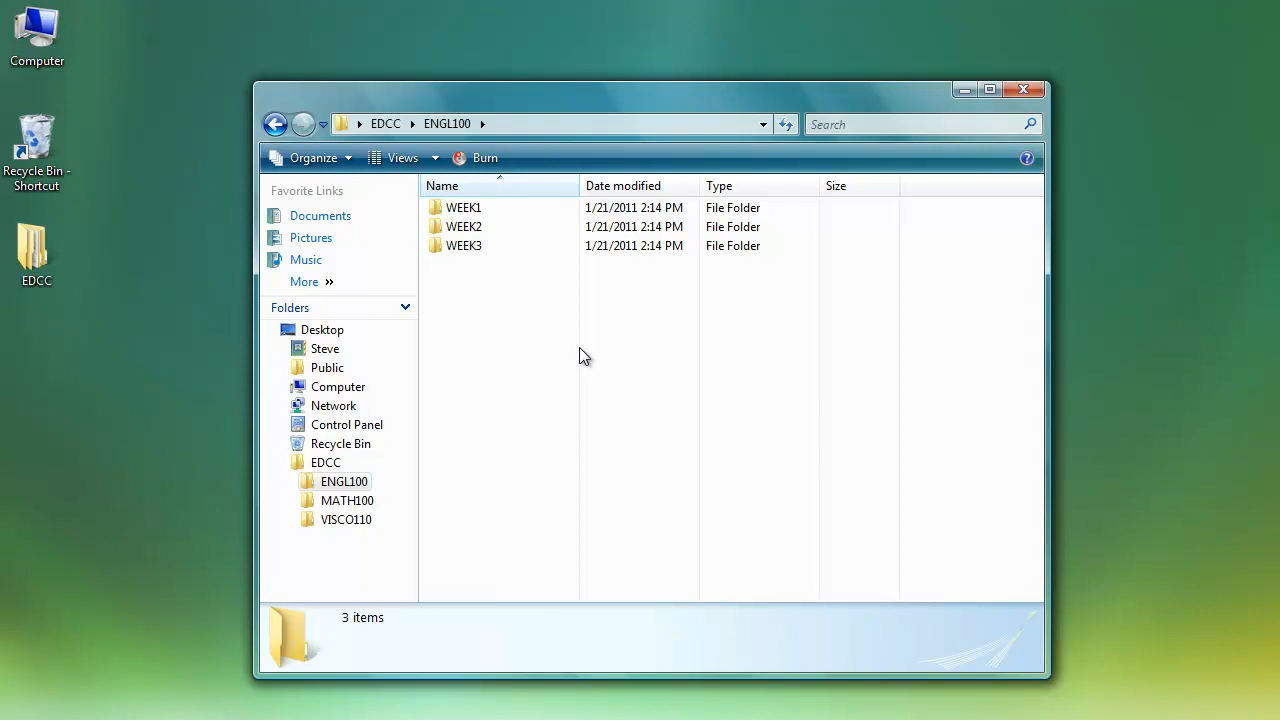 Computer
Recycle Bin -
Shortcut
EDCC
EDCC ENGL100
Search
Organize Views Burn
Favorite Links
Documents
Pictures
Music
More
Folders
Desktop
Steve
Public
Computer
Network
Control Panel
Recycle Bin
EDCC
ENGL100
MATH100
VISCO110
Name Date modified Type Size
WEEK1 1/21/2011 2:14 PM File Folder
WEEK2 1/21/2011 2:14 PM File Folder
WEEK3 1/21/2011 2:14 PM File Folder
3 items